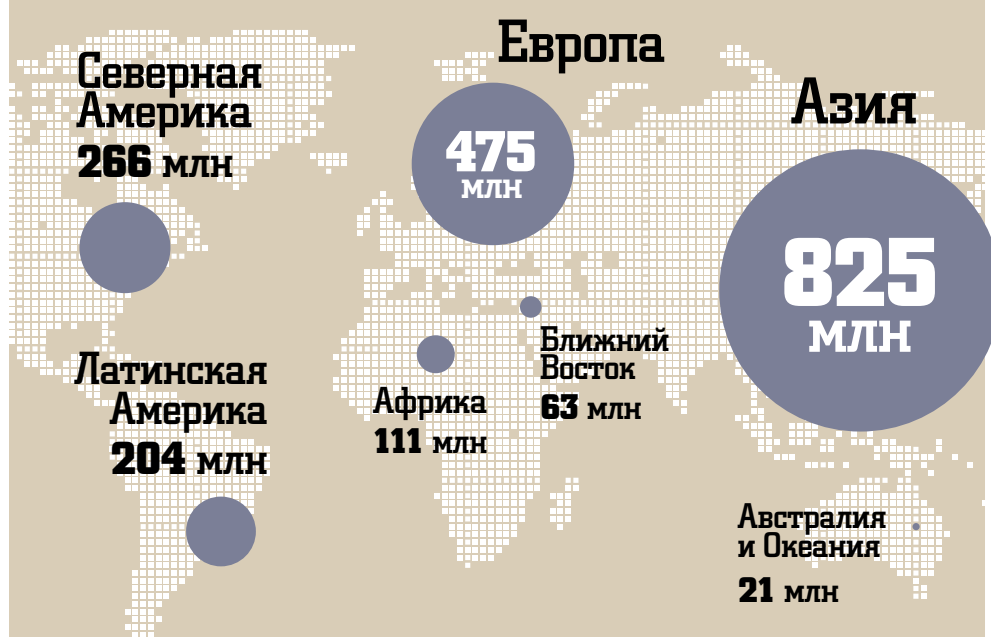 Северная
Америка
266 млн
Европа
475
млн
Азия
825
млн
Ближний
Восток
63 млн
Латинская
Америка
204 млн
Африка
111 млн
Австралия
и Океания
21 млн